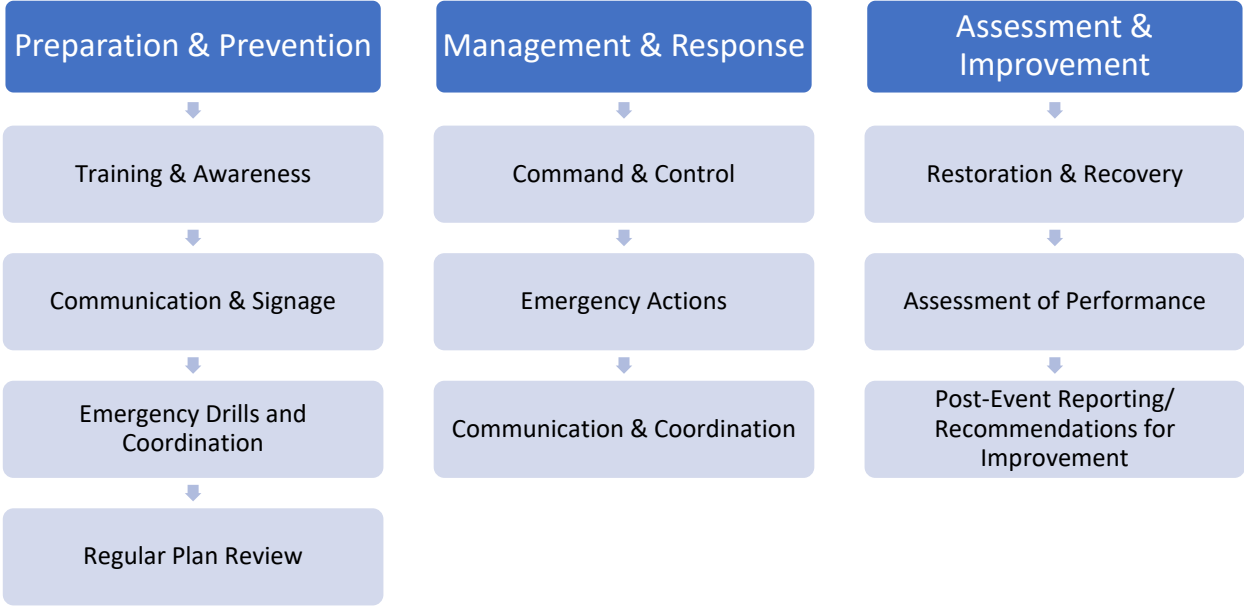 Preparation & Prevention
Training & Awareness
Communication & Signage
Emergency Drills and
Coordination
Regular Plan Review
Management & Response
Command & Control
Emergency Actions
Communication & Coordination
Assessment &
Improvement
Restoration & Recovery
Assessment of Performance
Post-Event Reporting/
Recommendations for
Improvement